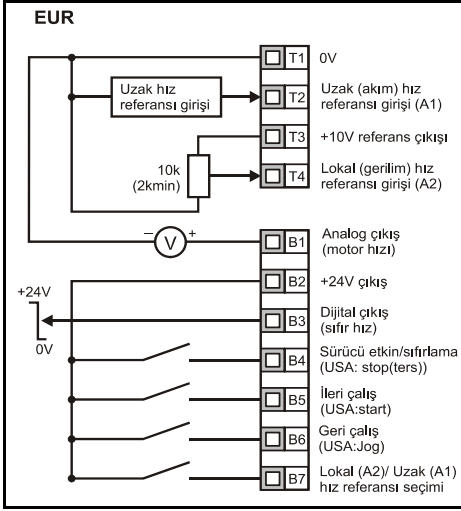 EUR
T1 0V
Uzak hız
referansı girişi
T2 Uzak (akım) hız
referansı girişi (A1)
T3 +10V referans çıkışı
10k
(2kmin)
T4 Lokal (gerilim) hız
referansı girişi (A2)
− V +
B1 Analog çıkış
(motor hızı)
B2 +24V çıkış
+24V
0V
B3 Dijital çıkış
(sıfır hız)
B4 Sürücü etkin/sıfırlama
(USA: stop(ters))
B5 İleri çalış
(USA:start)
B6 Geri çalış
(USA:Jog)
B7 Lokal (A2)/ Uzak (A1)
hız referansı seçimi